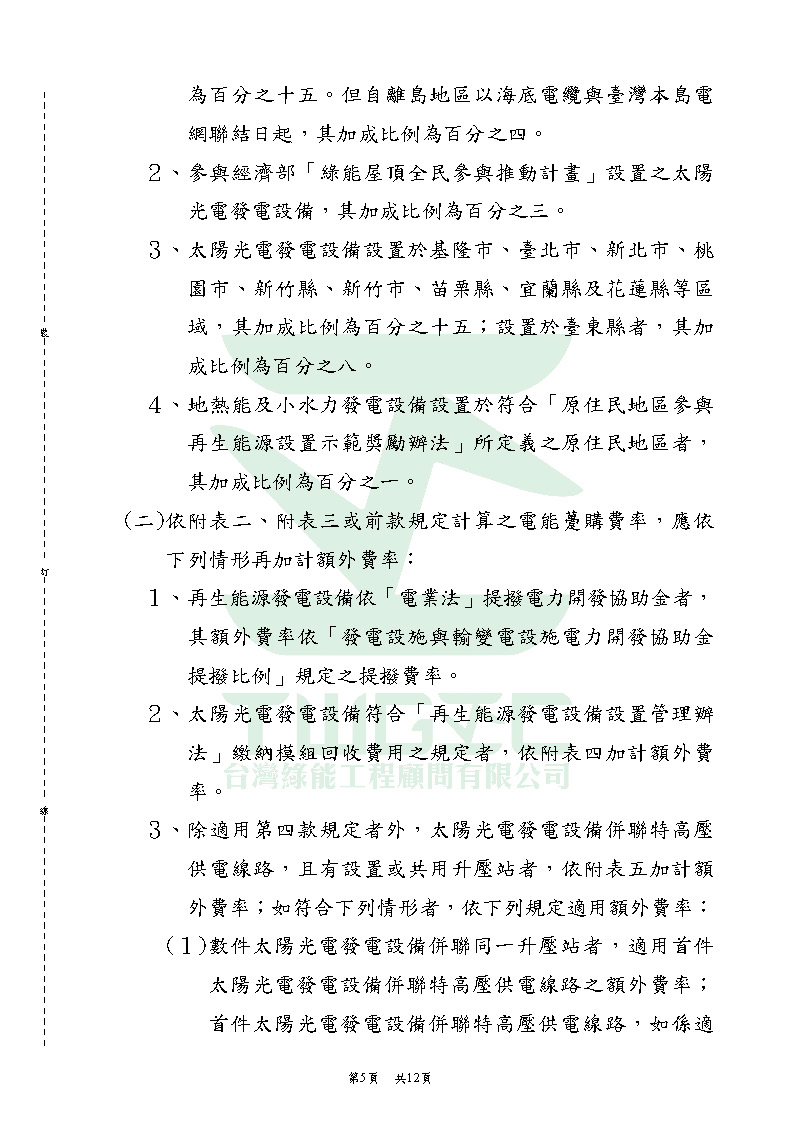 為百分之十五。但自離島地區以海底電纜與臺灣本島電
網聯結日起，其加成比例為百分之四。
２、參與經濟部「綠能屋頂全民參與推動計畫」設置之太陽
光電發電設備，其加成比例為百分之三。
３、太陽光電發電設備設置於基隆市、臺北市、新北市、桃
園市、新竹縣、新竹市、苗栗縣、宜蘭縣及花蓮縣等區
域，其加成比例為百分之十五；設置於臺東縣者，其加
成比例為百分之八。
裝
４、地熱能及小水力發電設備設置於符合「原住民地區參與
再生能源設置示範獎勵辦法」所定義之原住民地區者，
其加成比例為百分之一。
(二)依附表二、附表三或前款規定計算之電能躉購費率，應依
下列情形再加計額外費率：
訂
１、再生能源發電設備依「電業法」提撥電力開發協助金者，
其額外費率依「發電設施與輸變電設施電力開發協助金
提撥比例」規定之提撥費率。
２、太陽光電發電設備符合「再生能源發電設備設置管理辦
法」繳納模組回收費用之規定者，依附表四加計額外費
率。
TWGEC
台灣綠能工程顧問有限公司
線
３、除適用第四款規定者外，太陽光電發電設備併聯特高壓
供電線路，且有設置或共用升壓站者，依附表五加計額
外費率；如符合下列情形者，依下列規定適用額外費率：
(１)數件太陽光電發電設備併聯同一升壓站者，適用首件
太陽光電發電設備併聯特高壓供電線路之額外費率；
首件太陽光電發電設備併聯特高壓供電線路，如係適
第5頁　共12頁